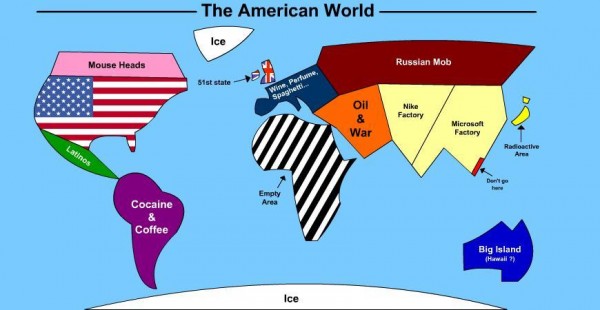 The American World
Ice
Mouse Heads
51st state
Wine, Perfume,
Spaghetti...
Russian Mob
Oil
&
War
Nike
Factory
Microsoft
Factory
Radioactive
Area
Don't go
here
Latinos
Empty
Area
Cocaine
&
Coffee
Big Island
(Hawaii ?)
Ice